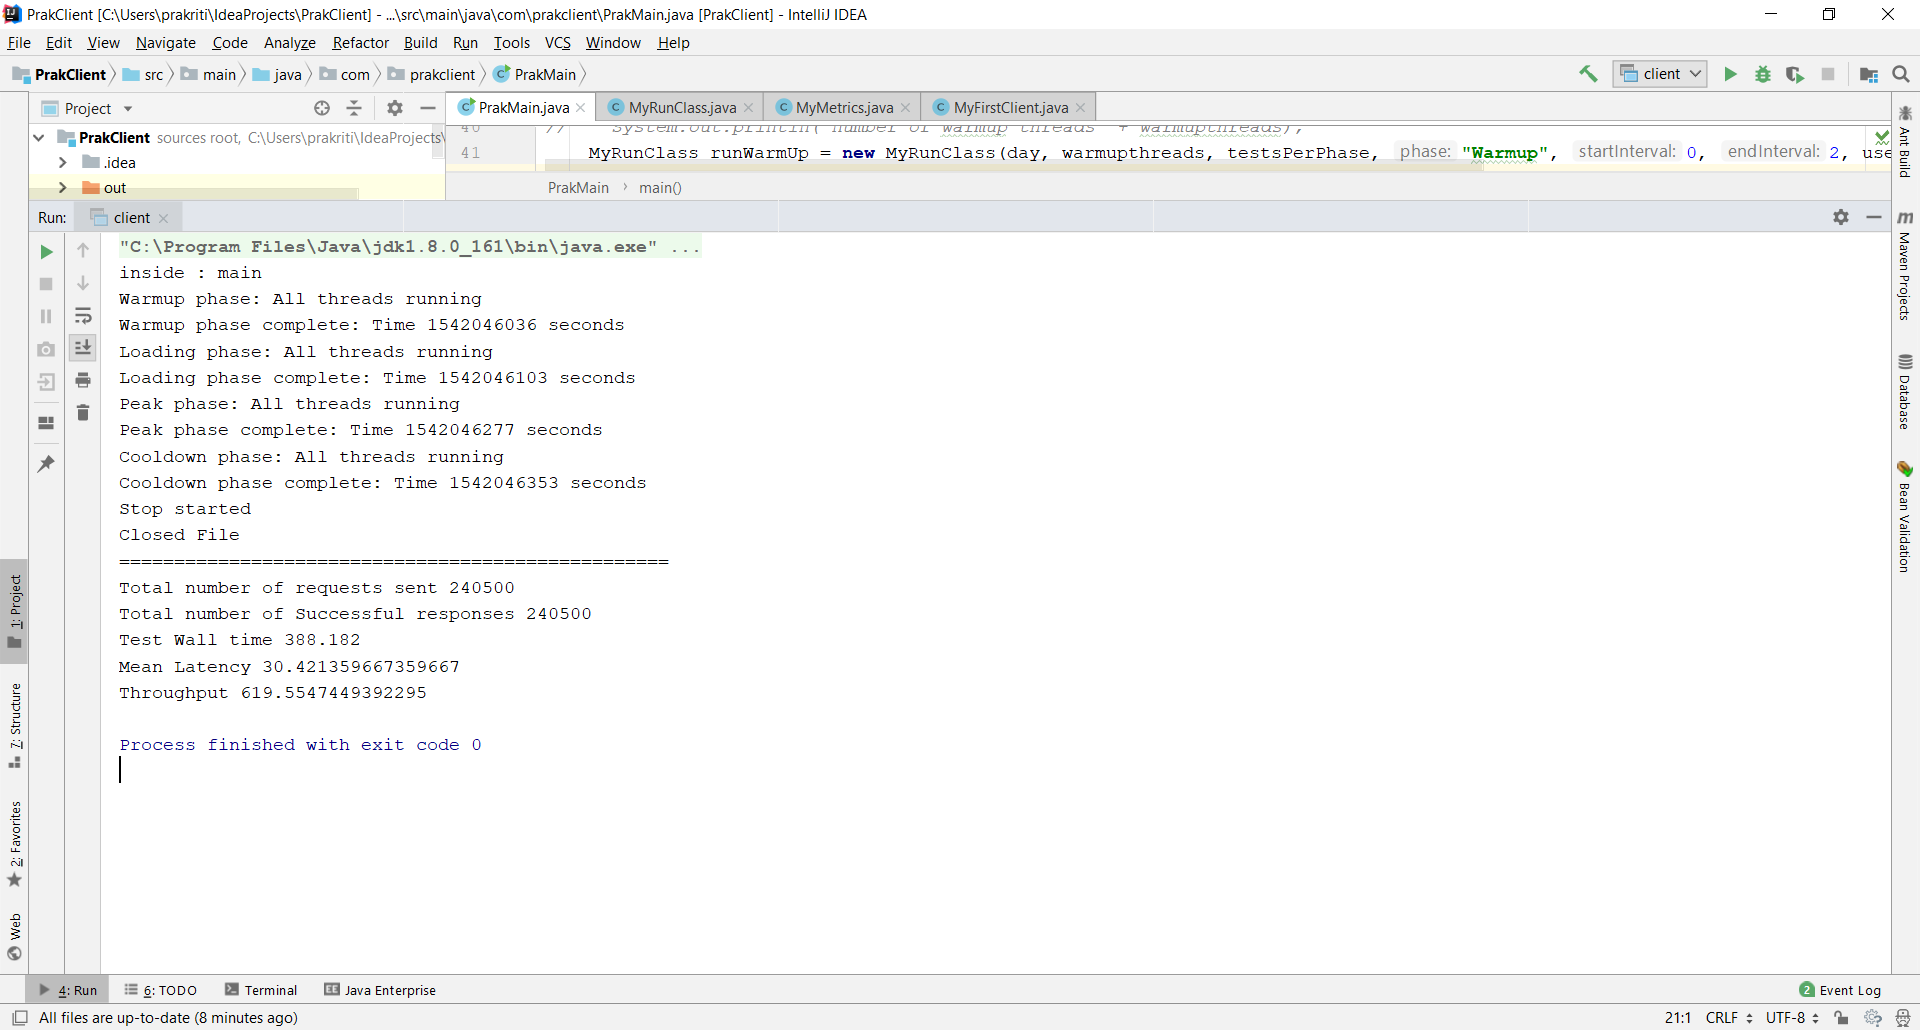 PrakClient [C:\Users\prakriti\IdeaProjects\PrakClient] - ...\src\main\java\com\prakclient\PrakMain.java [PrakClient] - IntelliJ IDEA
File Edit View Navigate Code Analyze Refactor Build Run Tools VCS Window Help
PrakClient src main java com prakclient PrakMain client
Project PrakMain.java MyRunClass.java MyMetrics.java MyFirstClient.java
PrakClient sources root, C:\Users\prakriti\IdeaProjects\
40 // System.out.println("number of warmup threads " + warmupthreads);
.idea
41 MyRunClass runWarmUp = new MyRunClass(day, warmupthreads, testsPerPhase, phase: "Warmup", startInterval: 0, endInterval: 2, use
out
PrakMain main()
Run: client
"C:\Program Files\Java\jdk1.8.0_161\bin\java.exe" ...
inside : main
Warmup phase: All threads running
Warmup phase complete: Time 1542046036 seconds
Loading phase: All threads running
Loading phase complete: Time 1542046103 seconds
Peak phase: All threads running
Peak phase complete: Time 1542046277 seconds
Cooldown phase: All threads running
Cooldown phase complete: Time 1542046353 seconds
Stop started
Closed File
==================================================
Total number of requests sent 240500
Total number of Successful responses 240500
Test Wall time 388.182
Mean Latency 30.421359667359667
Throughput 619.5547449392295
Process finished with exit code 0
1: Project
7: Structure
2: Favorites
Web
Ant Build
m Maven Projects
Database
Bean Validation
4: Run 6: TODO Terminal Java Enterprise 2 Event Log
All files are up-to-date (8 minutes ago) 21:1 CRLF UTF-8